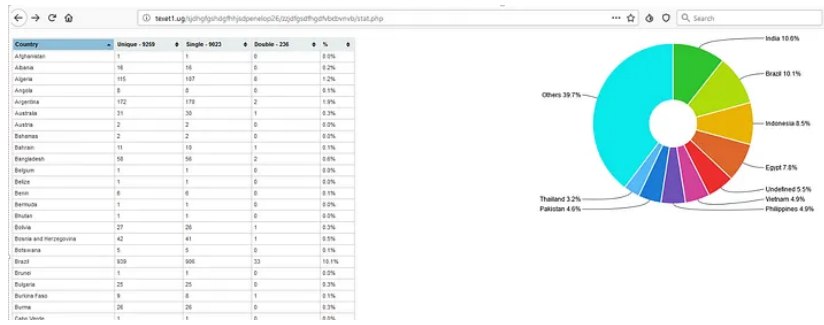 texet1.ug/
stat.php
Search
Country Unique - 9259 Single - 9023 Double - 236 %
Afghanistan 1 1 0 0.0%
Albania 16 16 0 0.2%
Algeria 115 107 8 1.2%
Angola 8 8 0 0.1%
Argentina 172 170 2 1.9%
Australia 31 30 1 0.3%
Austria 2 2 0 0.0%
Bahamas 2 2 0 0.0%
Bahrain 11 10 1 0.1%
Bangladesh 58 56 2 0.6%
Belgium 1 1 0 0.0%
Belize 1 1 0 0.0%
Benin 6 6 0 0.1%
Bermuda 1 1 0 0.0%
Bhutan 1 1 0 0.0%
Bolivia 27 26 1 0.3%
Bosnia and Herzegovina 42 41 1 0.5%
Botswana 5 5 0 0.1%
Brazil 939 906 33 10.1%
Brunei 1 1 0 0.0%
Bulgaria 25 25 0 0.3%
Burkina Faso 9 8 1 0.1%
Burma 26 26 0 0.3%
Cabo Verde 1 1 0 0.0%
India 10.6%
Brazil 10.1%
Others 39.7%
Indonesia 8.5%
Egypt 7.8%
Undefined 5.5%
Thailand 3.2%
Vietnam 4.9%
Pakistan 4.6%
Philippines 4.9%